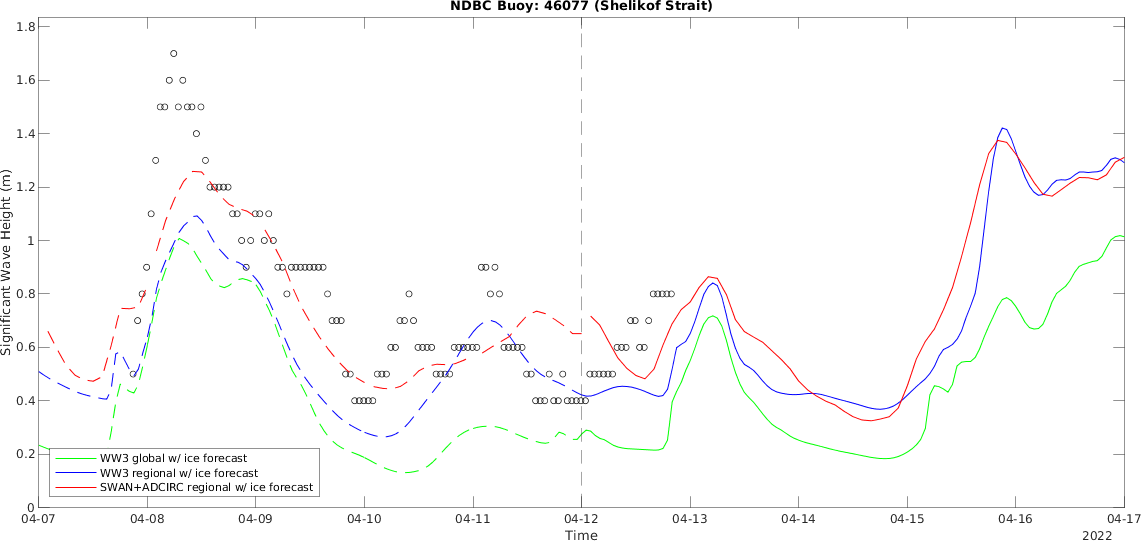 NDBC Buoy: 46077 (Shelikof Strait)
Significant Wave Height (m)
1.8
1.6
1.4
1.2
1
0.8
0.6
0.4
0.2
0
WW3 global w/ ice forecast
WW3 regional w/ ice forecast
SWAN+ADCIRC regional w/ ice forecast
04-07 04-08 04-09 04-10 04-11 04-12 04-13 04-14 04-15 04-16 04-17
Time 2022